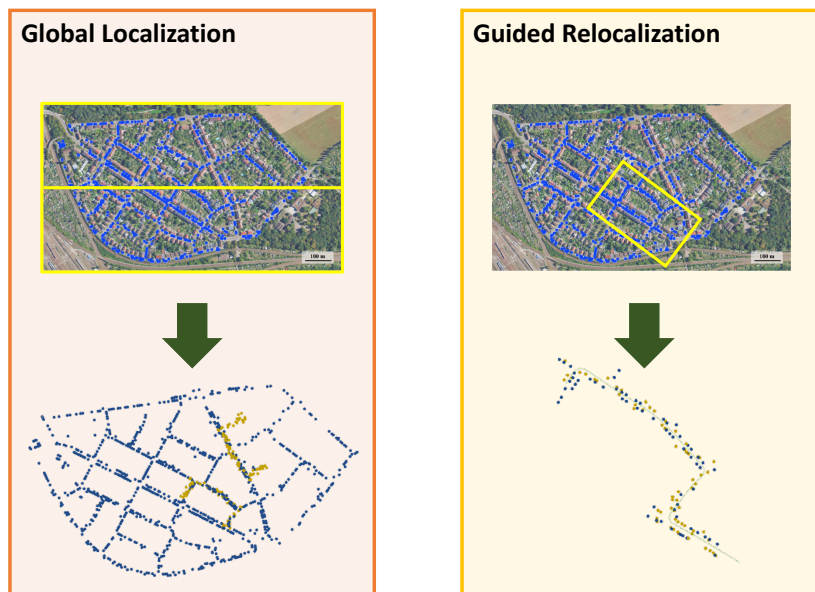 Global Localization
Guided Relocalization
100 m
100 m